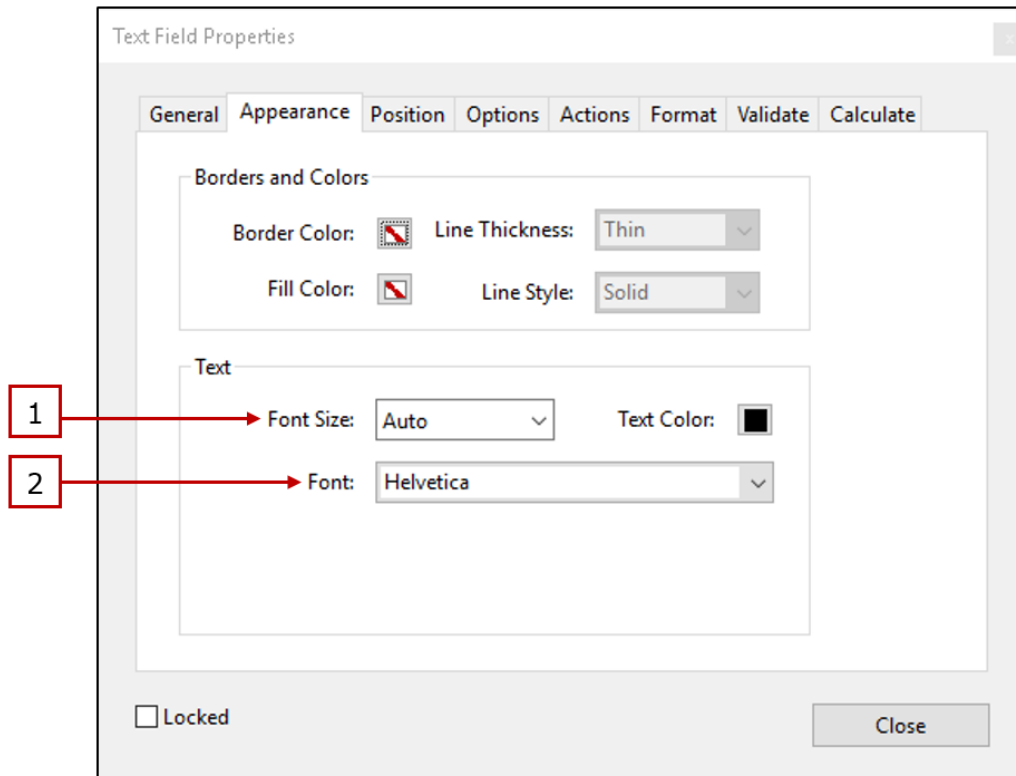 Text Field Properties
x
General Appearance Position Options Actions Format Validate Calculate
Borders and Colors
Border Color: Line Thickness: Thin
Fill Color: Line Style: Solid
Text
1 Font Size: Auto Text Color:
2 Font: Helvetica
Locked
Close